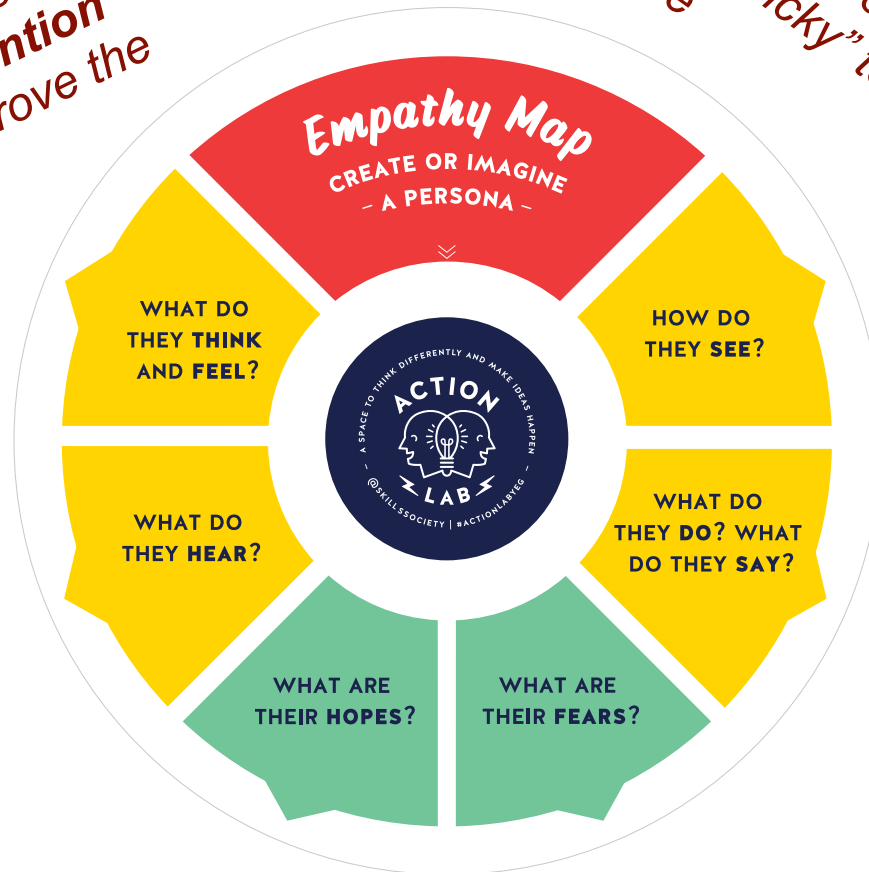 ntion
rove the
icky”
Empathy Map
CREATE OR IMAGINE
– A PERSONA –
WHAT DO
THEY THINK
AND FEEL?
HOW DO
THEY SEE?
A SPACE TO THINK DIFFERENTLY AND MAKE IDEAS HAPPEN
ACTION
LAB
@SKILLSSOCIETY | #ACTIONLABYEG
WHAT DO
THEY HEAR?
WHAT DO
THEY DO? WHAT
DO THEY SAY?
WHAT ARE
THEIR HOPES?
WHAT ARE
THEIR FEARS?